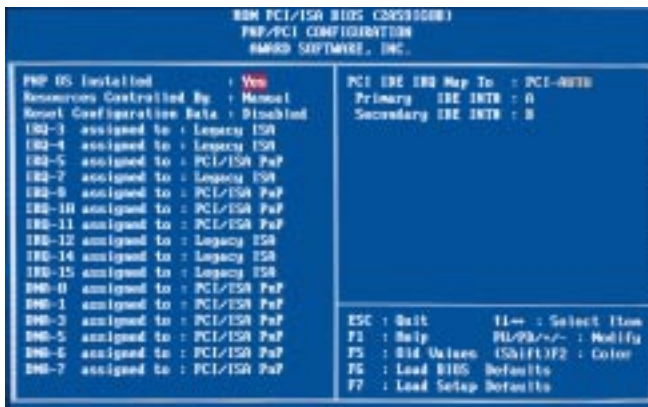 ROM PCI/ISA BIOS
PNP/PCI CONFIGURATION
AWARD SOFTWARE, INC.
PNP OS Installed : Yes
Resources Controlled By : Manual
Reset Configuration Data : Disabled
IRQ-3 assigned to : Legacy ISA
IRQ-4 assigned to : Legacy ISA
IRQ-5 assigned to : PCI/ISA PnP
IRQ-7 assigned to : Legacy ISA
IRQ-9 assigned to : PCI/ISA PnP
IRQ-10 assigned to : PCI/ISA PnP
IRQ-11 assigned to : PCI/ISA PnP
IRQ-12 assigned to : Legacy ISA
IRQ-14 assigned to : Legacy ISA
IRQ-15 assigned to : Legacy ISA
DMA-0 assigned to : PCI/ISA PnP
DMA-1 assigned to : PCI/ISA PnP
DMA-3 assigned to : PCI/ISA PnP
DMA-5 assigned to : PCI/ISA PnP
DMA-6 assigned to : PCI/ISA PnP
DMA-7 assigned to : PCI/ISA PnP
PCI IDE IRQ Map To : PCI-AUTO
Primary IDE INT# : A
Secondary IDE INT# : B
ESC : Quit ↑↓→← : Select Item
F1 : Help PU/PD/+/- : Modify
F5 : Old Values (Shift)F2 : Color
F6 : Load BIOS Defaults
F7 : Load Setup Defaults